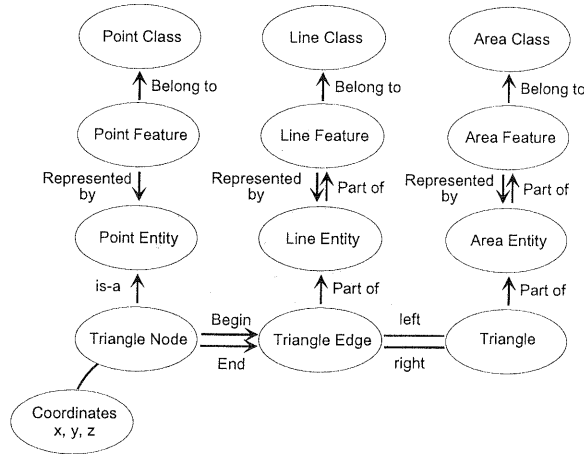 Point Class
Line Class
Area Class
Belong to
Belong to
Belong to
Point Feature
Line Feature
Area Feature
Represented
by
Represented
by
Part of
Represented
by
Part of
Point Entity
Line Entity
Area Entity
is-a
Part of
Part of
Triangle Node
Begin
End
Triangle Edge
left
right
Triangle
Coordinates
x, y, z